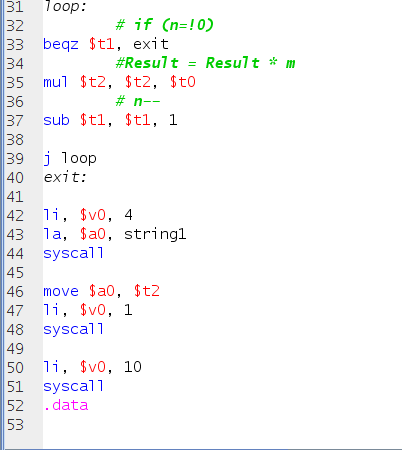 31 loop:
32 # if (n=!0)
33 beqz $t1, exit
34 #Result = Result * m
35 mul $t2, $t2, $t0
36 # n--
37 sub $t1, $t1, 1
38
39 j loop
40 exit:
41
42 li, $v0, 4
43 la, $a0, string1
44 syscall
45
46 move $a0, $t2
47 li, $v0, 1
48 syscall
49
50 li, $v0, 10
51 syscall
52 .data
53